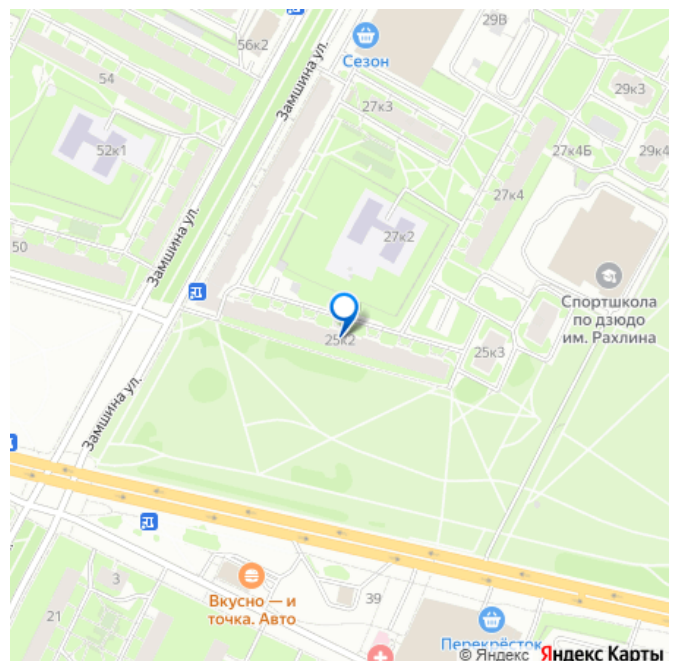 29В
56к2
Сезон
Замшина ул.
54
29к3
27к3
52к1
27к4Б
29к4
27к4
Замшина ул.
27к2
50
Спортшкола
по дзюдо
им. Рахлина
25к2
25к3
Замшина ул.
3
39
Вкусно — и
точка. Авто
21
Перекрёсток
© Яндекс Яндекс Карты